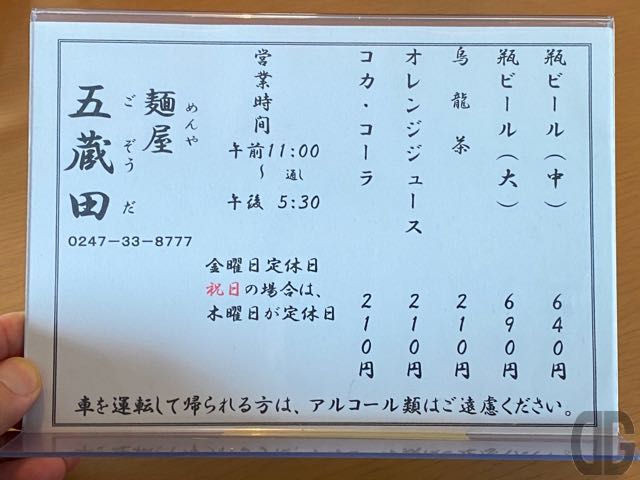 瓶ビール（中）　640円
瓶ビール（大）　690円
烏龍茶　210円
オレンジジュース　210円
コカ・コーラ　210円
営業時間
午前11:00
～　通し
午後 5:30
金曜日定休日
祝日の場合は、
木曜日が定休日
麺屋
めんや
五蔵田
ごぞうだ
0247－33－8777
車を運転して帰られる方は、アルコール類はご遠慮ください。
DG